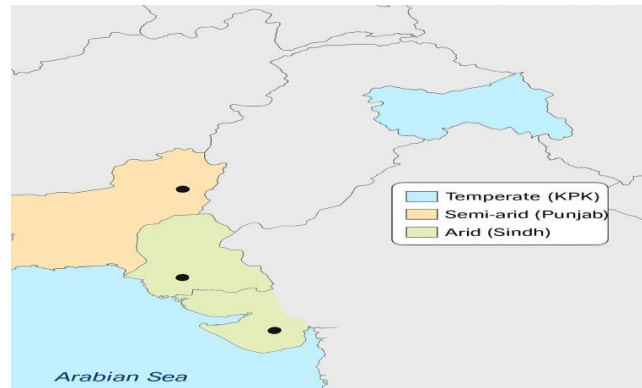 Temperate (KPK)
Semi-arid (Punjab)
Arid (Sindh)
Arabian Sea